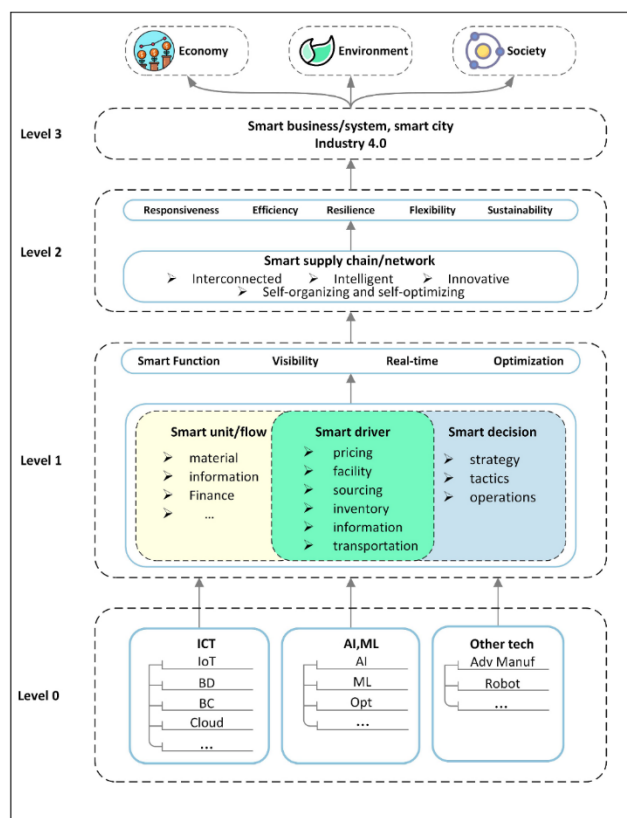 Economy
Environment
Society
Level 3
Smart business/system, smart city
Industry 4.0
Responsiveness Efficiency Resilience Flexibility Sustainability
Level 2
Smart supply chain/network
➢ Interconnected ➢ Intelligent ➢ Innovative
➢ Self-organizing and self-optimizing
Smart Function Visibility Real-time Optimization
Level 1
Smart unit/flow
➢ material
➢ information
➢ Finance
➢ ...
Smart driver
➢ pricing
➢ facility
➢ sourcing
➢ inventory
➢ information
➢ transportation
Smart decision
➢ strategy
➢ tactics
➢ operations
Level 0
ICT
IoT
BD
BC
Cloud
...
AI,ML
AI
ML
Opt
...
Other tech
Adv Manuf
Robot
...